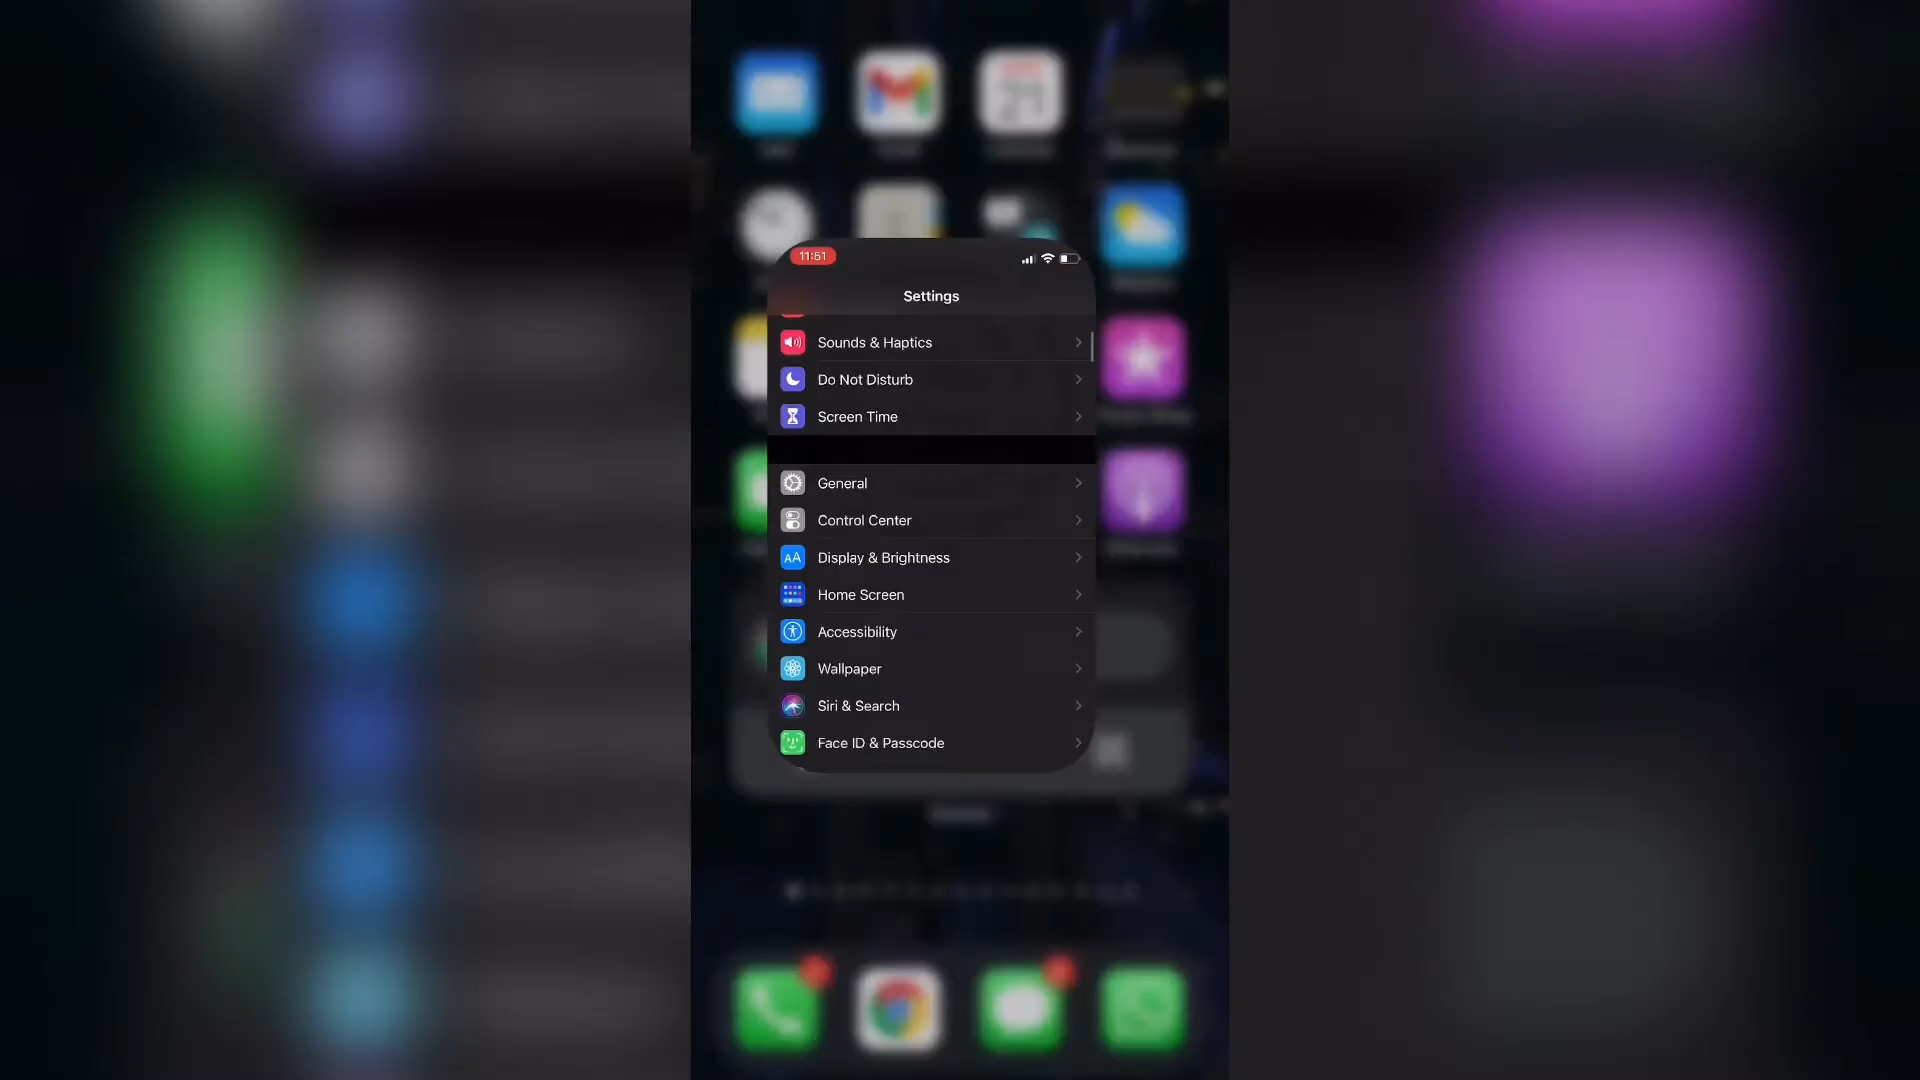 11:51
Settings
Sounds & Haptics
Do Not Disturb
Screen Time
General
Control Center
AA
Display & Brightness
Home Screen
Accessibility
Wallpaper
Siri & Search
Face ID & Passcode